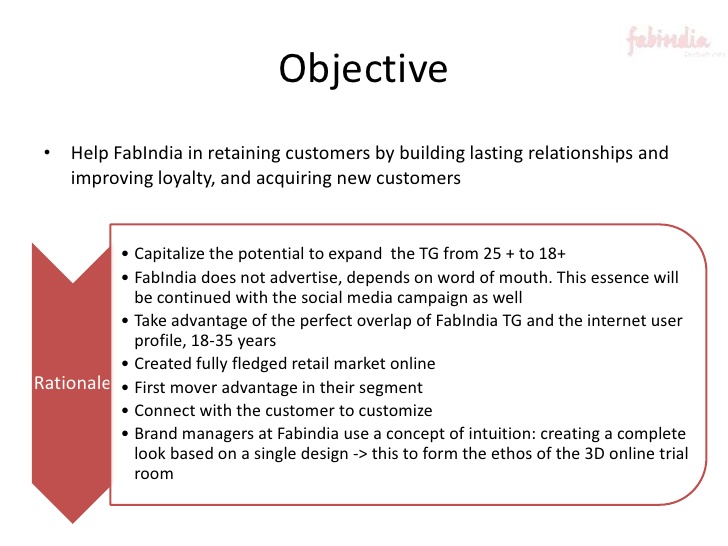 fabindia
Objective
• Help FabIndia in retaining customers by building lasting relationships and
improving loyalty, and acquiring new customers
Rationale
• Capitalize the potential to expand the TG from 25 + to 18+
• FabIndia does not advertise, depends on word of mouth. This essence will
be continued with the social media campaign as well
• Take advantage of the perfect overlap of FabIndia TG and the internet user
profile, 18-35 years
• Created fully fledged retail market online
• First mover advantage in their segment
• Connect with the customer to customize
• Brand managers at Fabindia use a concept of intuition: creating a complete
look based on a single design -> this to form the ethos of the 3D online trial
room